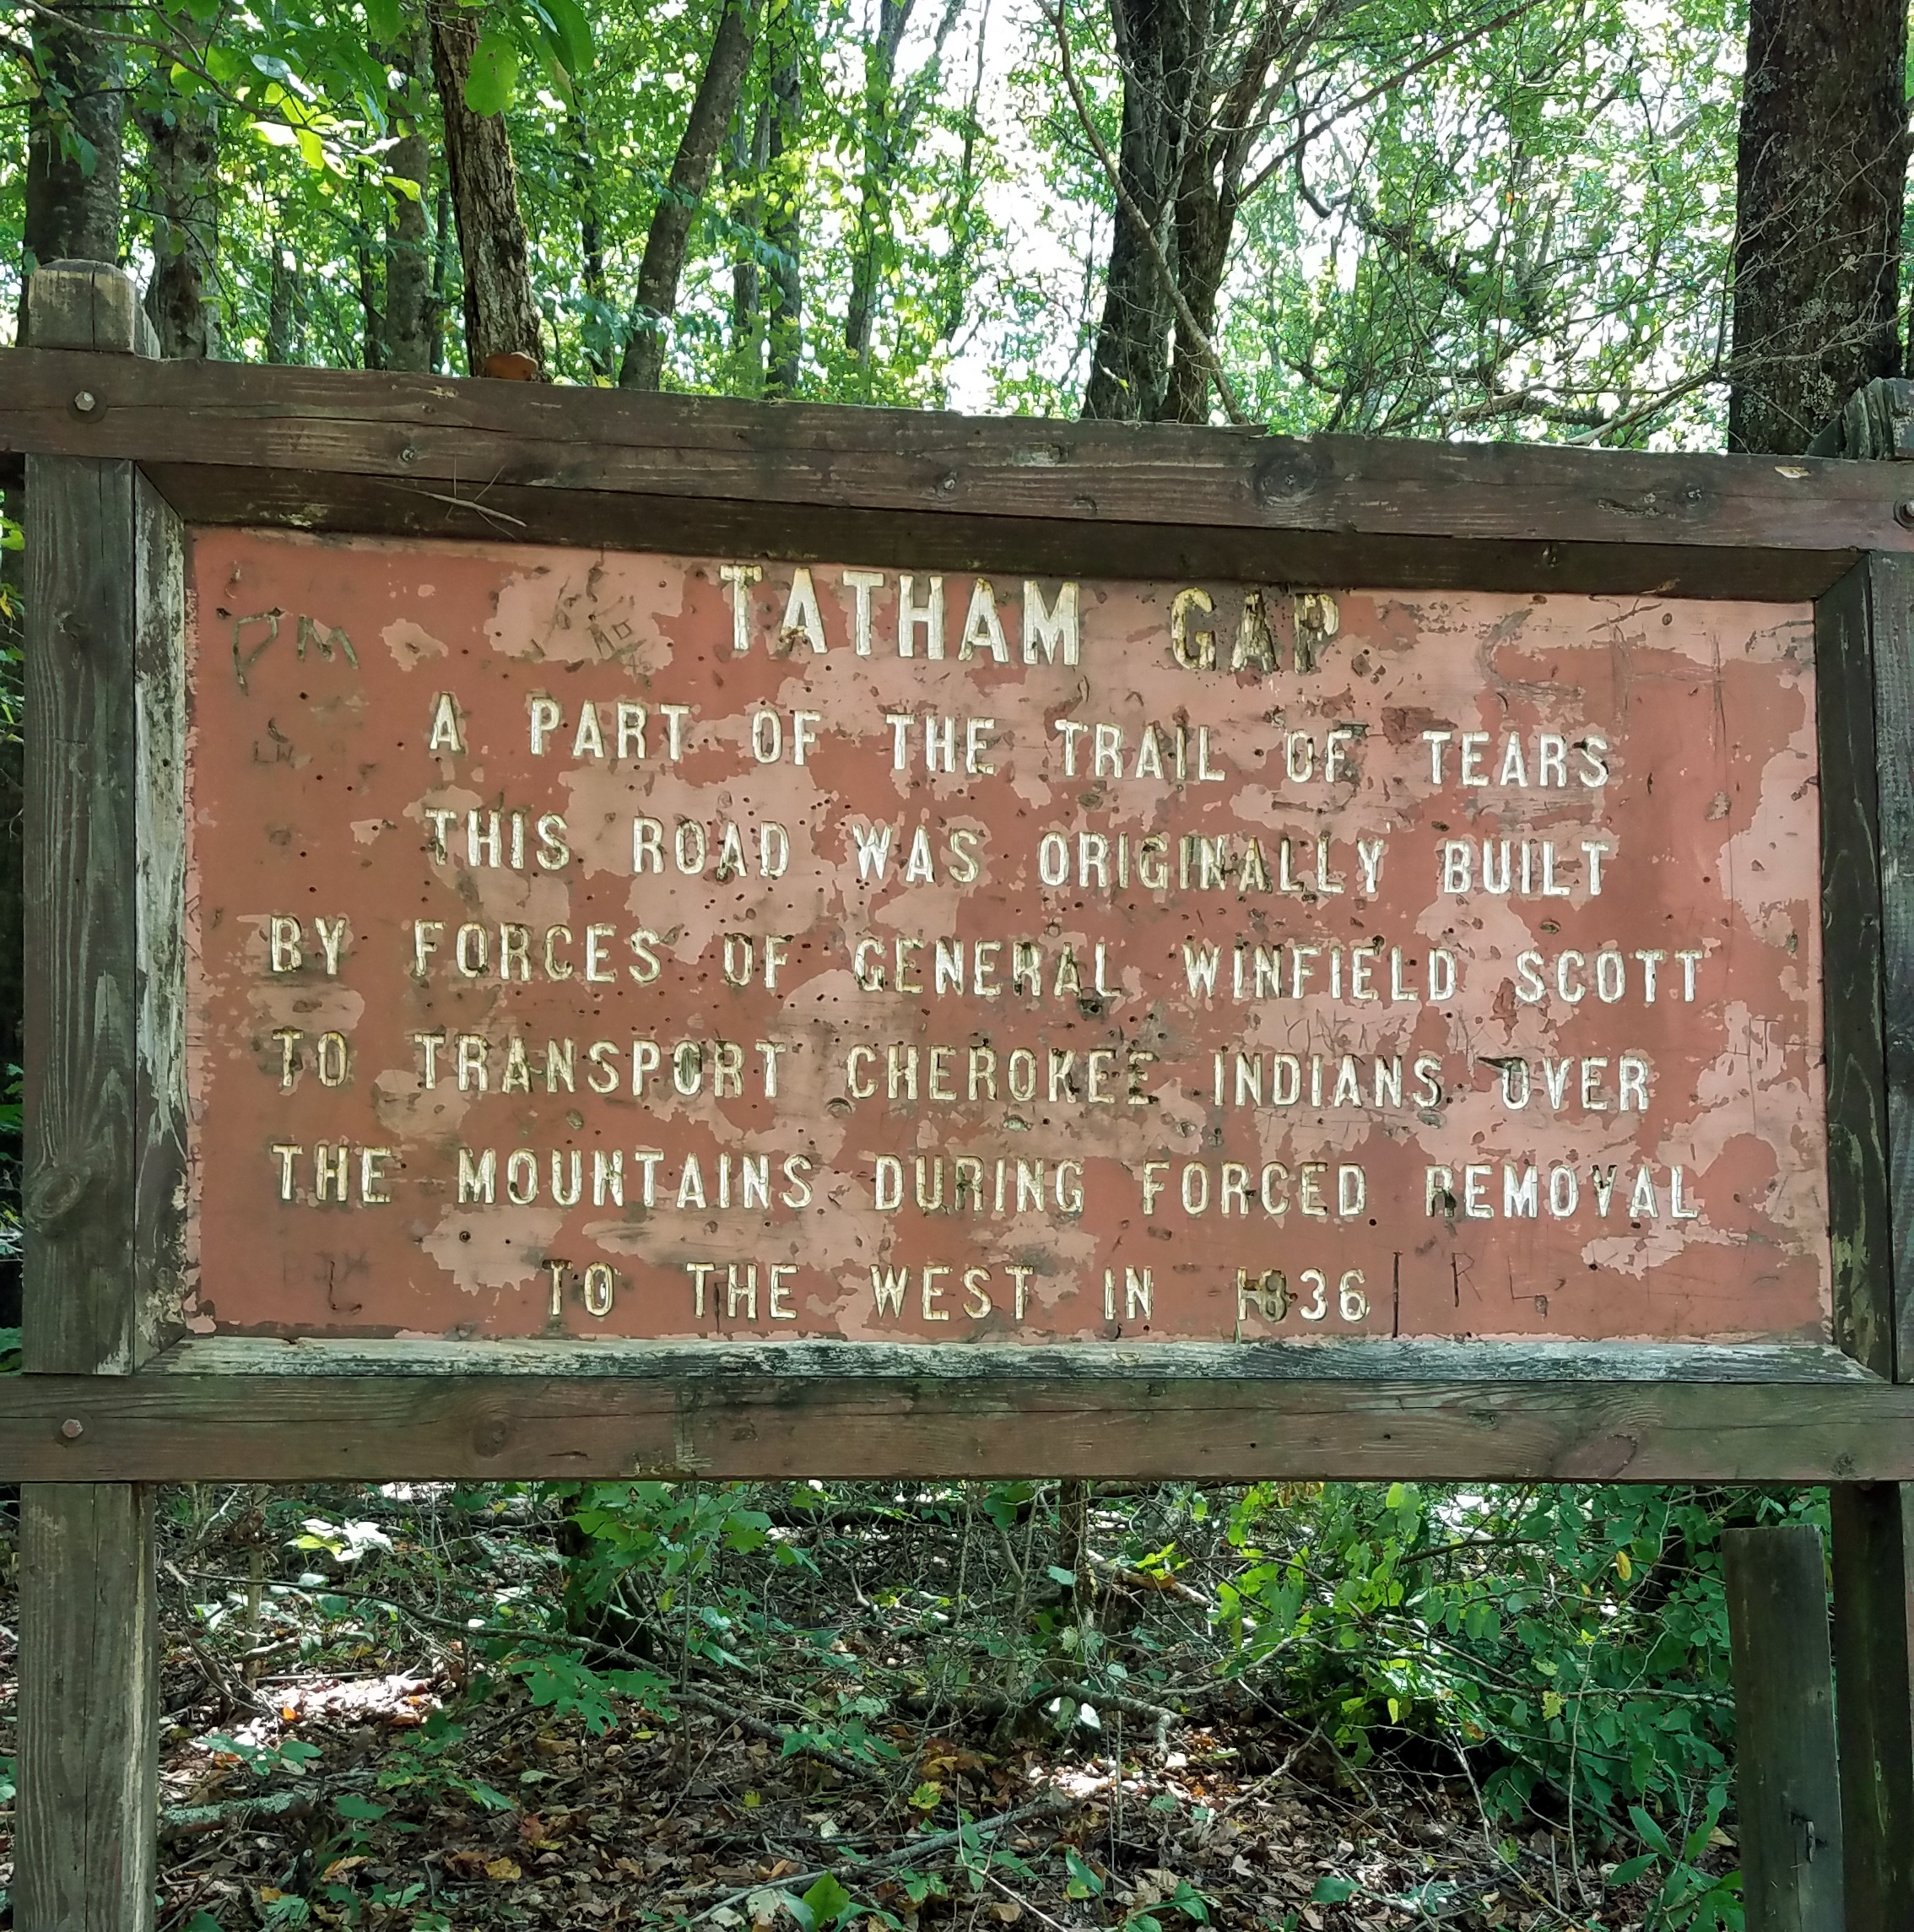 TATHAM GAP
A PART OF THE TRAIL OF TEARS
THIS ROAD WAS ORIGINALLY BUILT
BY FORCES OF GENERAL WINFIELD SCOTT
TO TRANSPORT CHEROKEE INDIANS OVER
THE MOUNTAINS DURING FORCED REMOVAL
TO THE WEST IN 1836